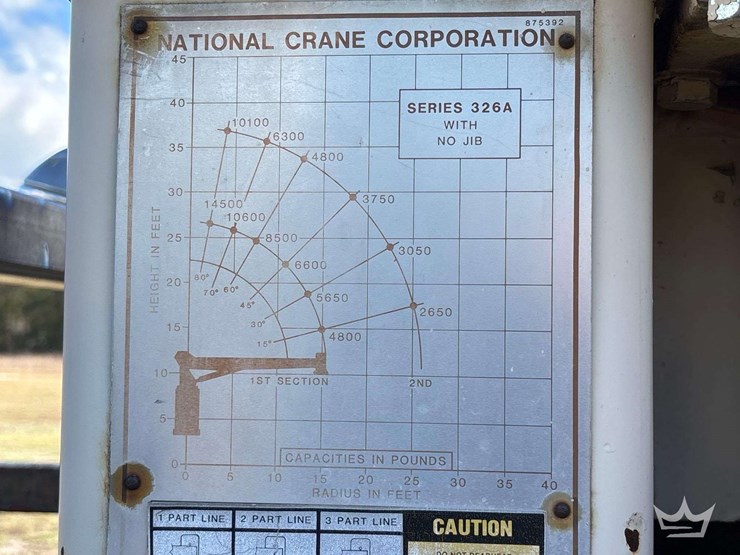 875392
NATIONAL CRANE CORPORATION
45
40
SERIES 326A
WITH
NO JIB
10100
6300
35
4800
30
3750
14500
10600
25
8500
3050
6600
HEIGHT IN FEET
80°
70° 60°
20
45°
5650
2650
30°
15
15°
4800
10
1ST SECTION
2ND
5
CAPACITIES IN POUNDS
0
0 5 10 15 20 25 30 35 40
RADIUS IN FEET
1 PART LINE 2 PART LINE 3 PART LINE
CAUTION